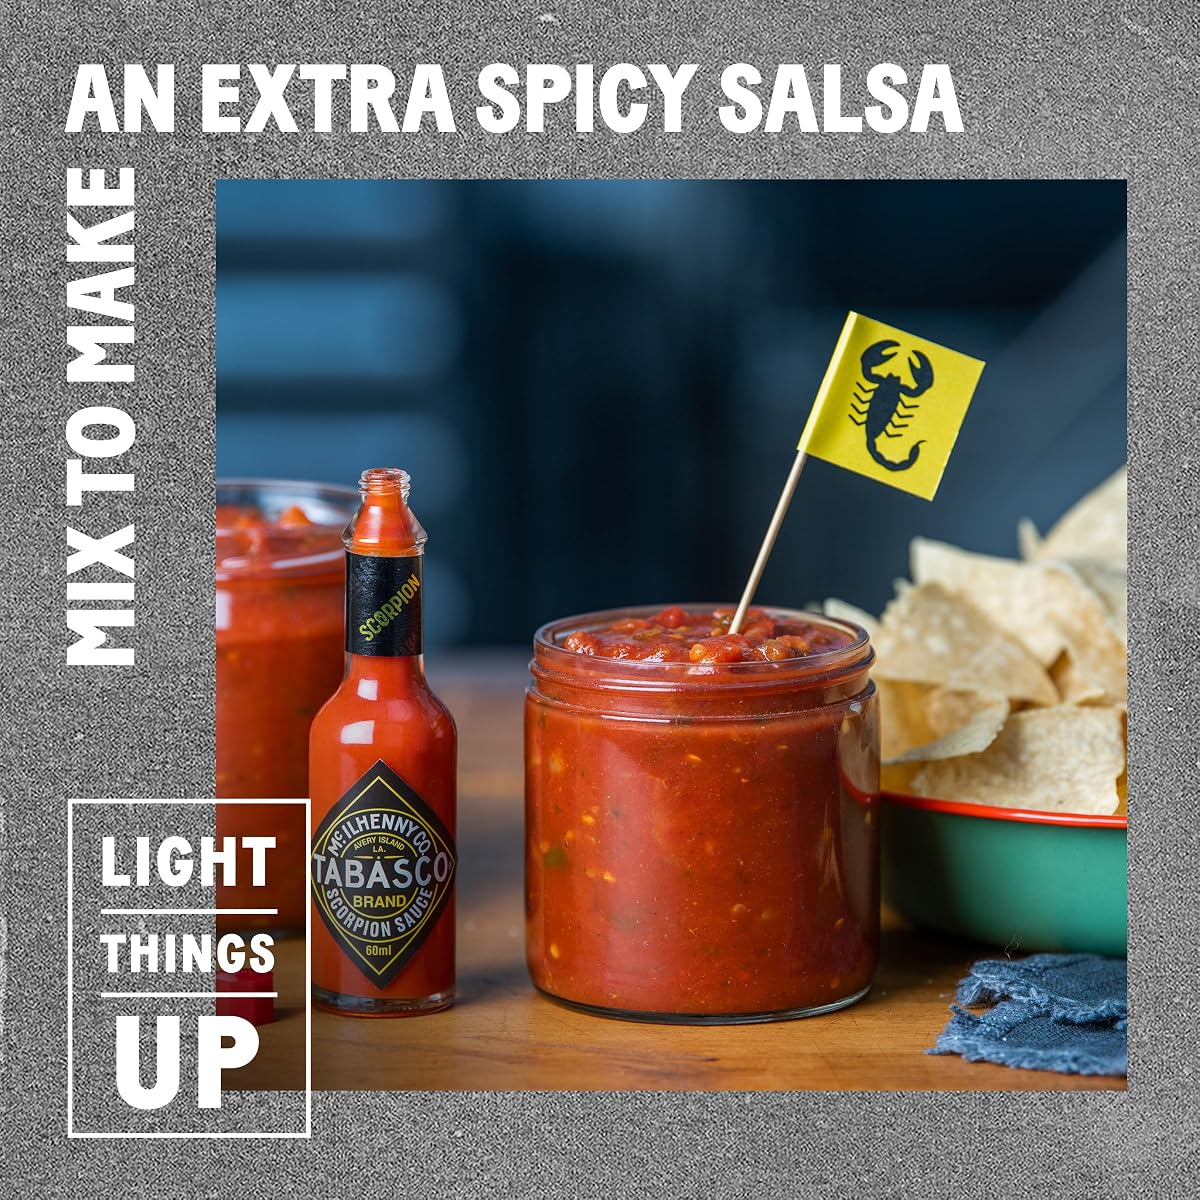 MIX TO MAKE
AN EXTRA SPICY SALSA
SCORPION
McILHENNY CO.
AVERY ISLAND
LA.
TABASCO®
BRAND
SCORPION SAUCE
60ml
LIGHT
THINGS
UP